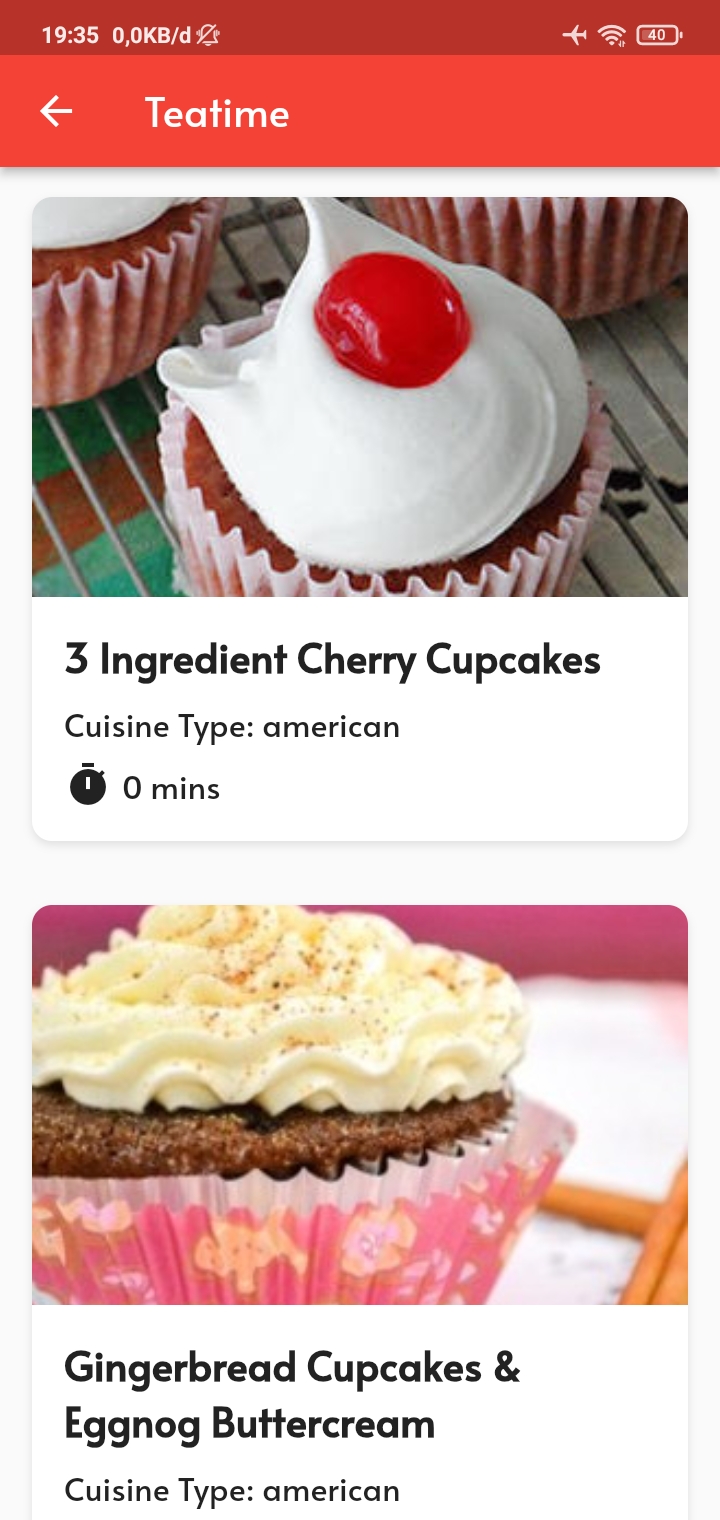 19:35 0,0KB/d 40
Teatime
3 Ingredient Cherry Cupcakes
Cuisine Type: american
0 mins
Gingerbread Cupcakes &
Eggnog Buttercream
Cuisine Type: american